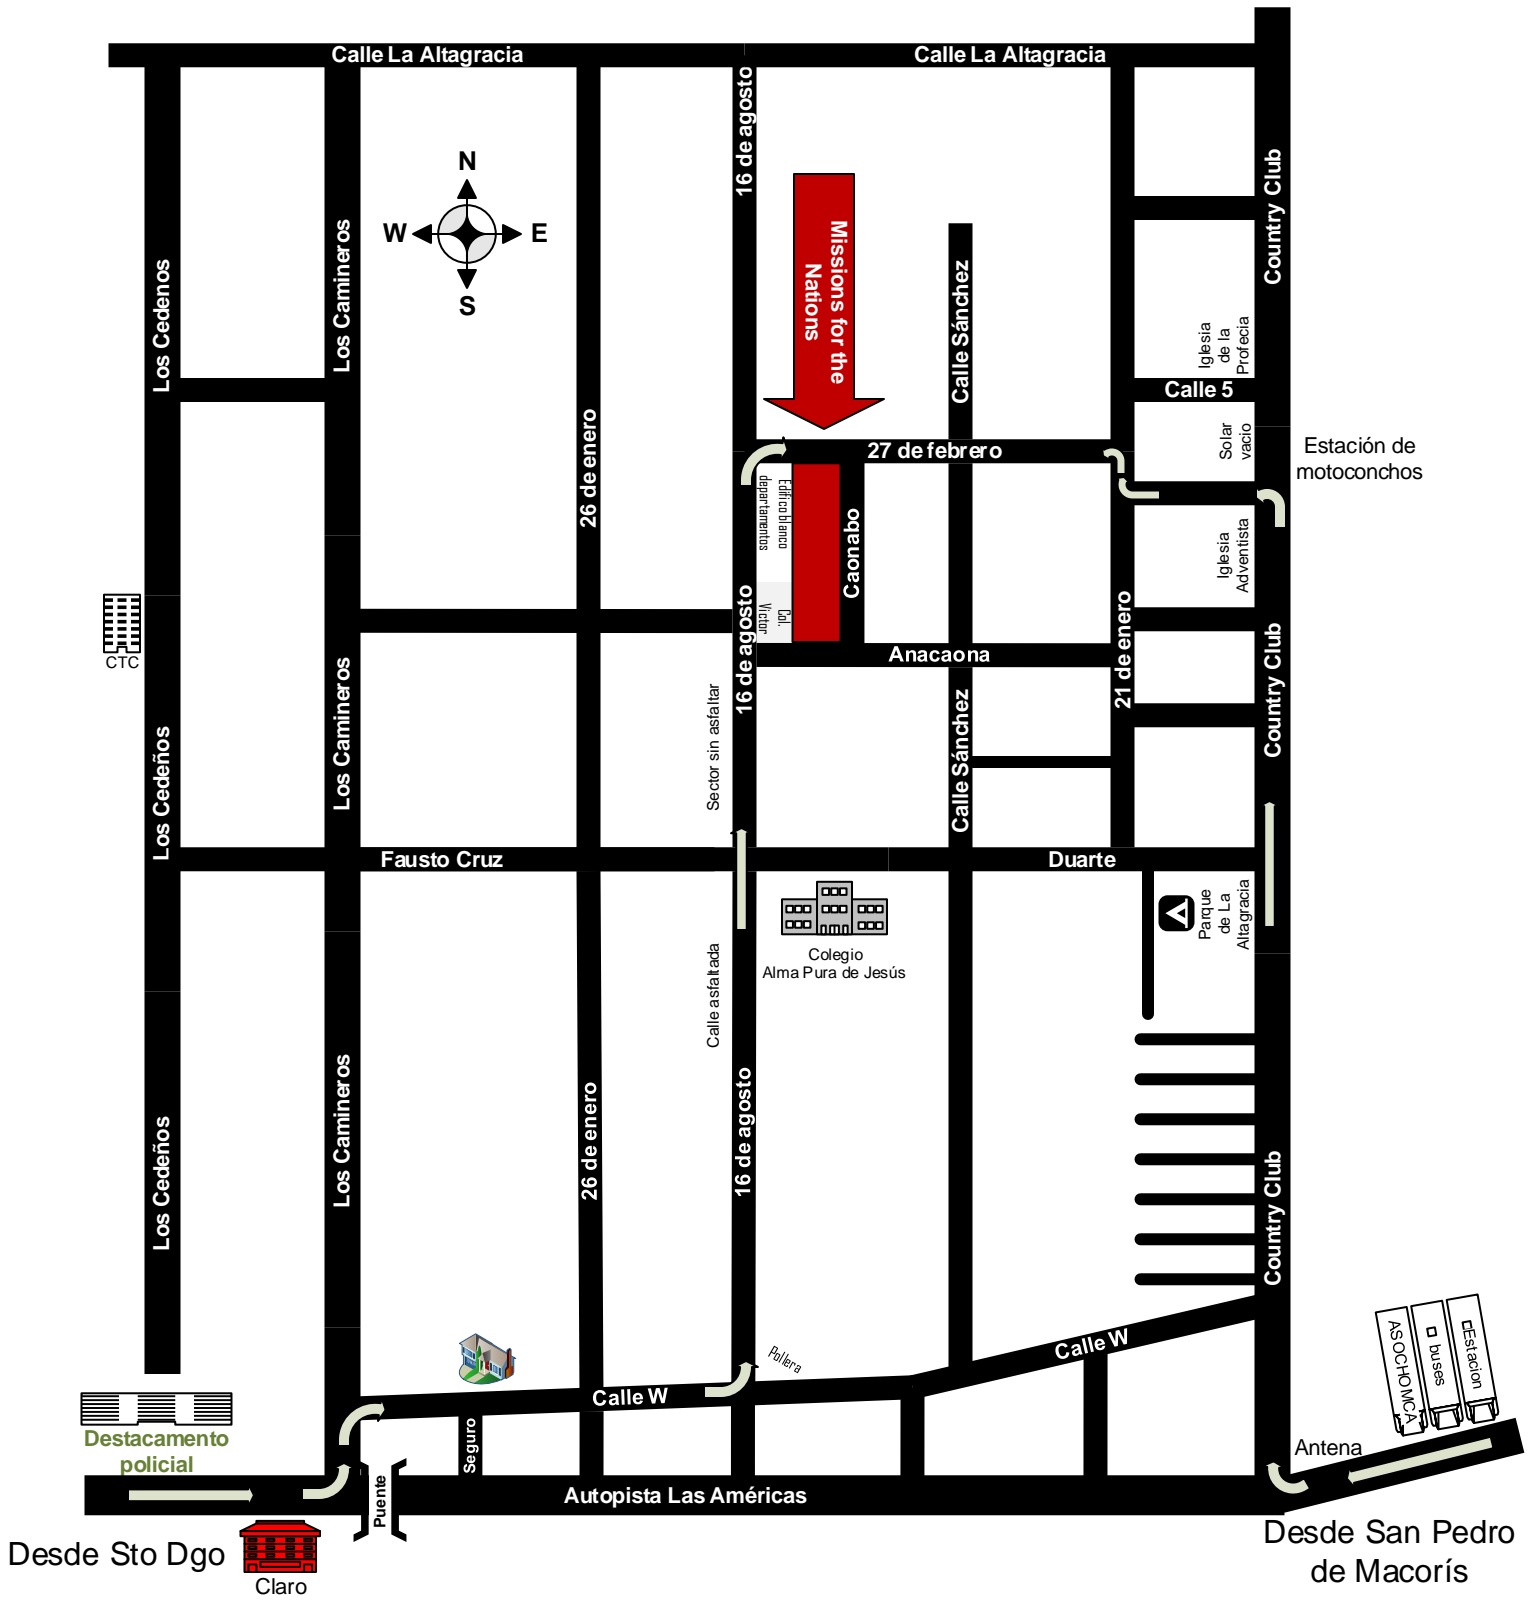 Calle La Altagracia
Calle La Altagracia
16 de agosto
Country Club
N
W
E
S
Los Cedenos
Los Camineros
26 de enero
Missions for the
Nations
Calle Sánchez
Iglesia
de la
Profecia
Calle 5
Solar
vacio
Estación de
motoconchos
27 de febrero
Edifico blanco
departamentos
Caonabo
Iglesia
Adventista
Col.
Victor
16 de agosto
21 de enero
Country Club
CTC
Anacaona
Los Cedeños
Los Camineros
Sector sin asfaltar
Calle Sánchez
Fausto Cruz
Duarte
Parque
de La
Altagracia
Colegio
Alma Pura de Jesús
Calle asfaltada
Los Cedeños
Los Camineros
26 de enero
16 de agosto
Country Club
Pollera
Calle W
Calle W
ASOCHOMCA
buses
Estacion
Destacamento
policial
Seguro
Puente
Antena
Autopista Las Américas
Desde Sto Dgo
Claro
Desde San Pedro
de Macorís